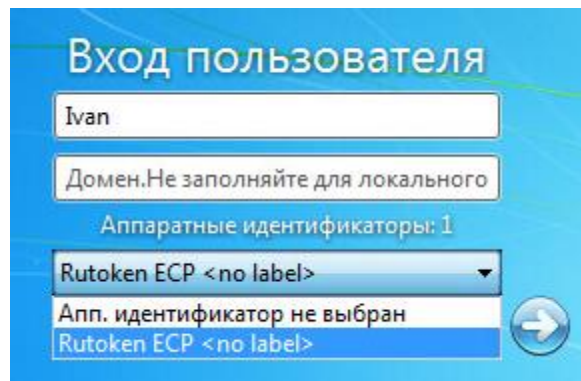 Вход пользователя
Ivan
Домен.Не заполняйте для локального
Аппаратные идентификаторы: 1
Rutoken ECP <no label>
Апп. идентификатор не выбран
Rutoken ECP <no label>